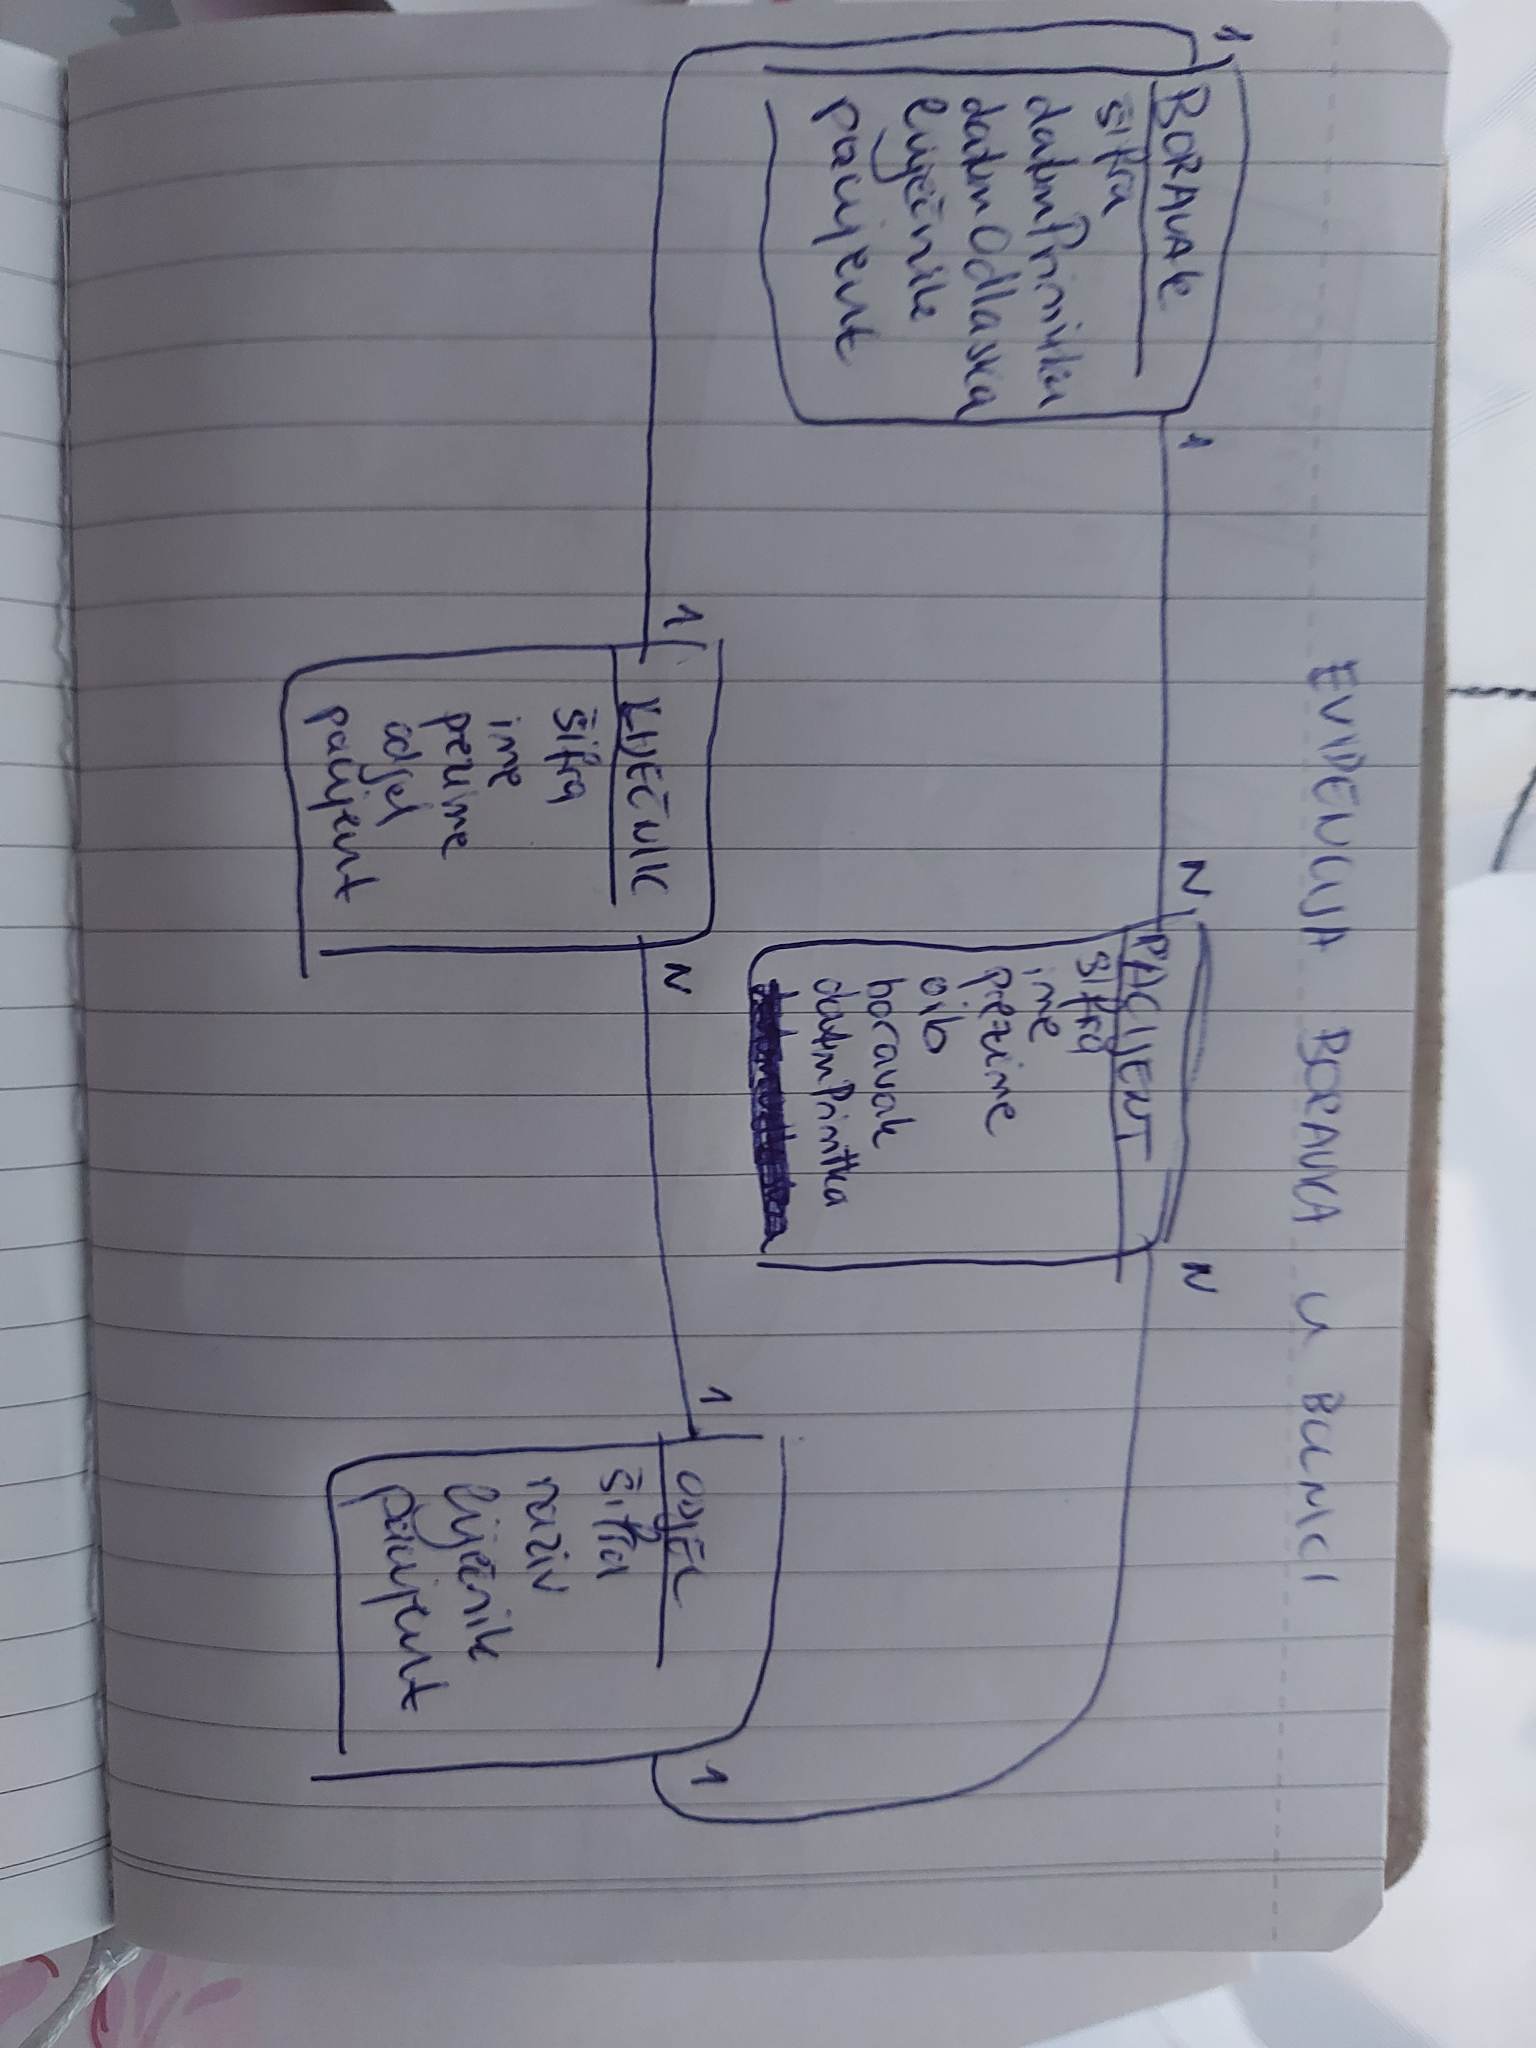 EVIDENCIJA BORAVKA U BOLNICI
1
BORAVAK
šifra
datumPrimitka
datumOdlaska
liječnik
pacijent
1
N
PACIJENT
šifra
ime
prezime
oib
boravak
datumPrimitka
N
1
LIJEČNIK
šifra
ime
prezime
odjel
pacijent
N
1
ODJEL
šifra
naziv
liječnik
pacijent
1